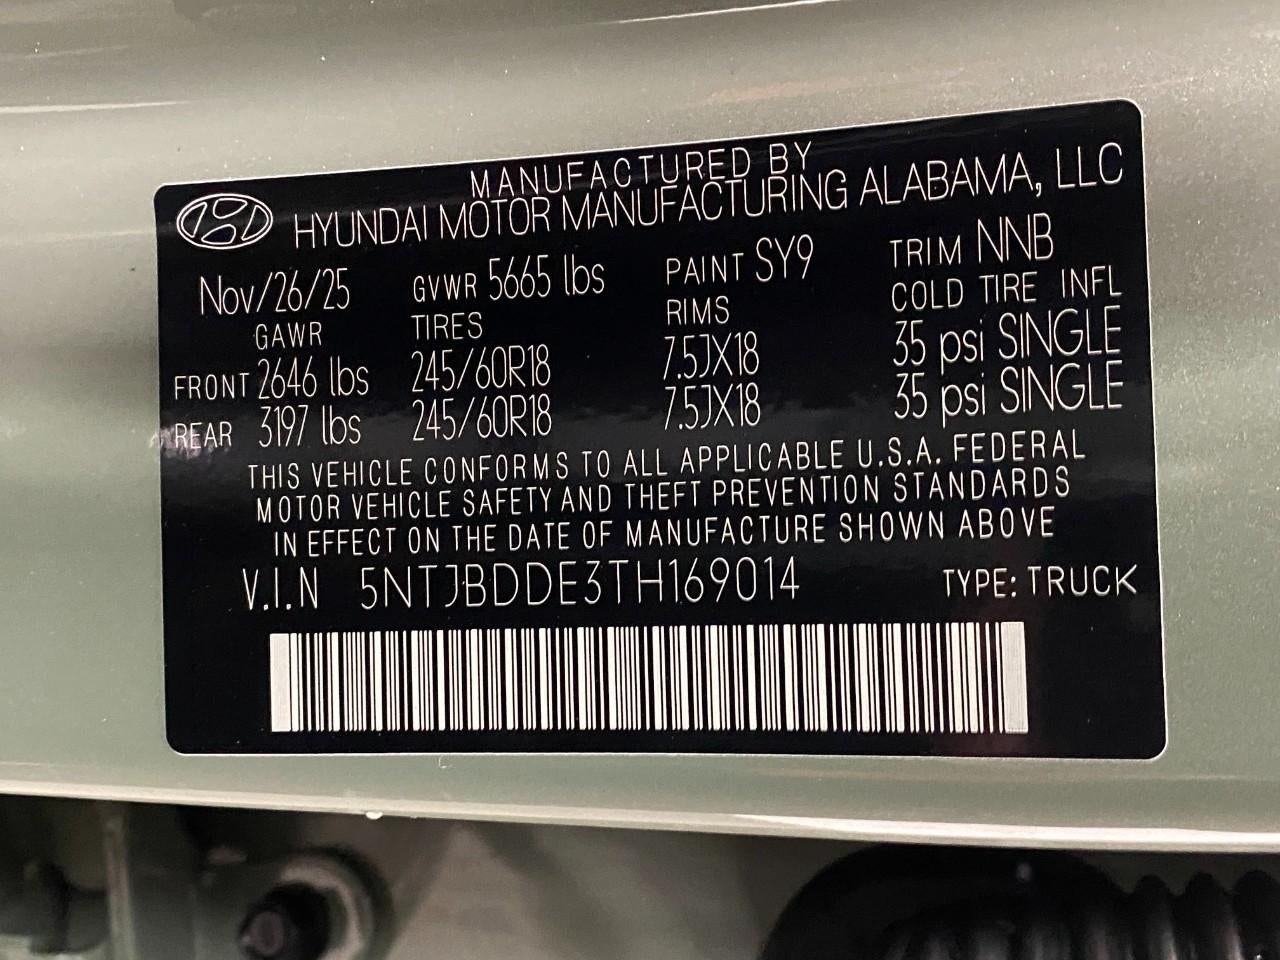 MANUFACTURED BY
HYUNDAI MOTOR MANUFACTURING ALABAMA, LLC
Nov/26/25 GVWR 5665 lbs PAINT SY9 TRIM NNB
GAWR TIRES RIMS COLD TIRE INFL
FRONT 2646 lbs 245/60R18 7.5JX18 35 psi SINGLE
REAR 3197 lbs 245/60R18 7.5JX18 35 psi SINGLE
THIS VEHICLE CONFORMS TO ALL APPLICABLE U.S.A. FEDERAL
MOTOR VEHICLE SAFETY AND THEFT PREVENTION STANDARDS
IN EFFECT ON THE DATE OF MANUFACTURE SHOWN ABOVE
V.I.N 5NTJBDDE3TH169014 TYPE: TRUCK